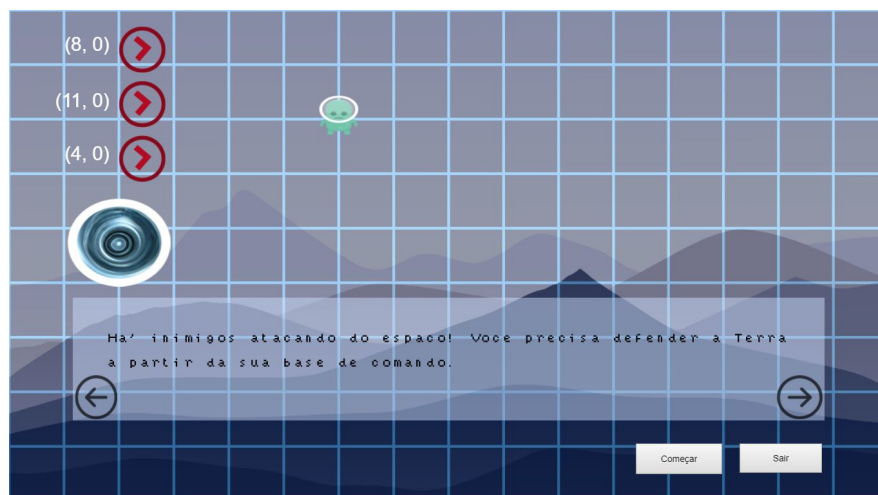 (8, 0)
(11, 0)
(4, 0)
Ha' inimigos atacando do espaco! Voce precisa defender a Terra
a partir da sua base de comando.
Começar
Sair